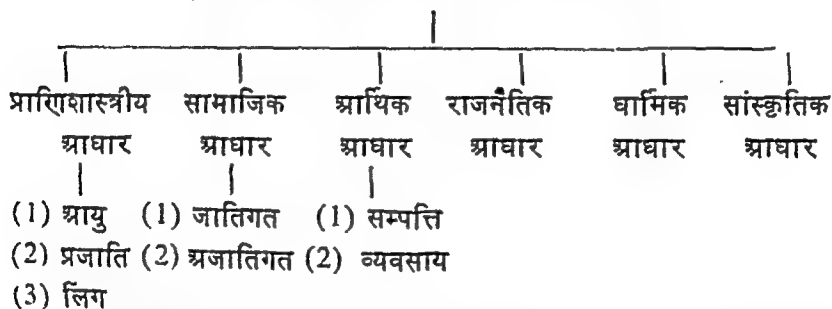 प्राणिशास्त्रीय सामाजिक आर्थिक राजनैतिक धार्मिक सांस्कृतिक
आधार आधार आधार आधार आधार आधार
(1) आयु (1) जातिगत (1) सम्पत्ति
(2) प्रजाति (2) अजातिगत (2) व्यवसाय
(3) लिंग